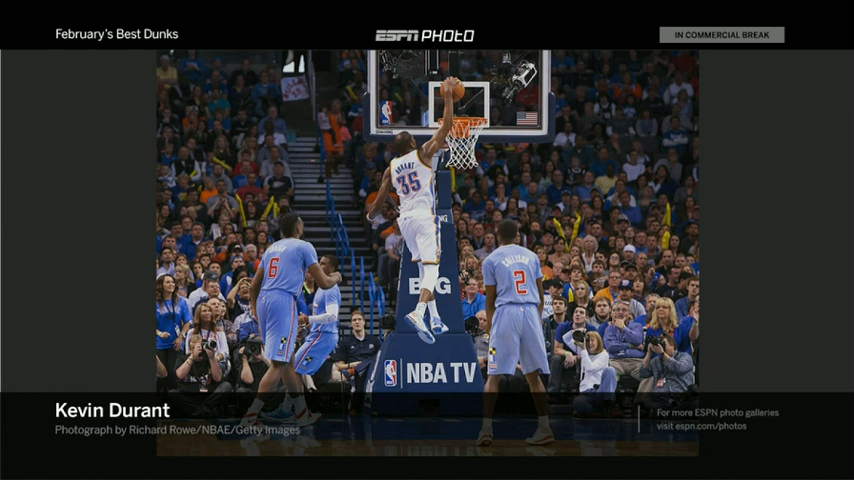 February's Best Dunks
ESPN PHOTO
IN COMMERCIAL BREAK
DURANT
35
6
COLLISON
2
NBA TV
Kevin Durant
Photograph by Richard Rowe/NBAE/Getty Images
For more ESPN photo galleries
visit espn.com/photos